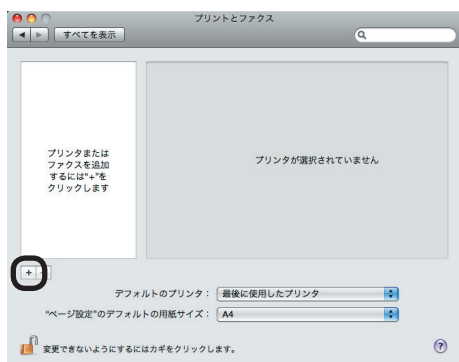 プリントとファクス
すべてを表示
プリンタまたは
ファクスを追加
するには“+”を
クリックします
プリンタが選択されていません
+
デフォルトのプリンタ： 最後に使用したプリンタ
“ページ設定”のデフォルトの用紙サイズ： A4
変更できないようにするにはカギをクリックします。
?